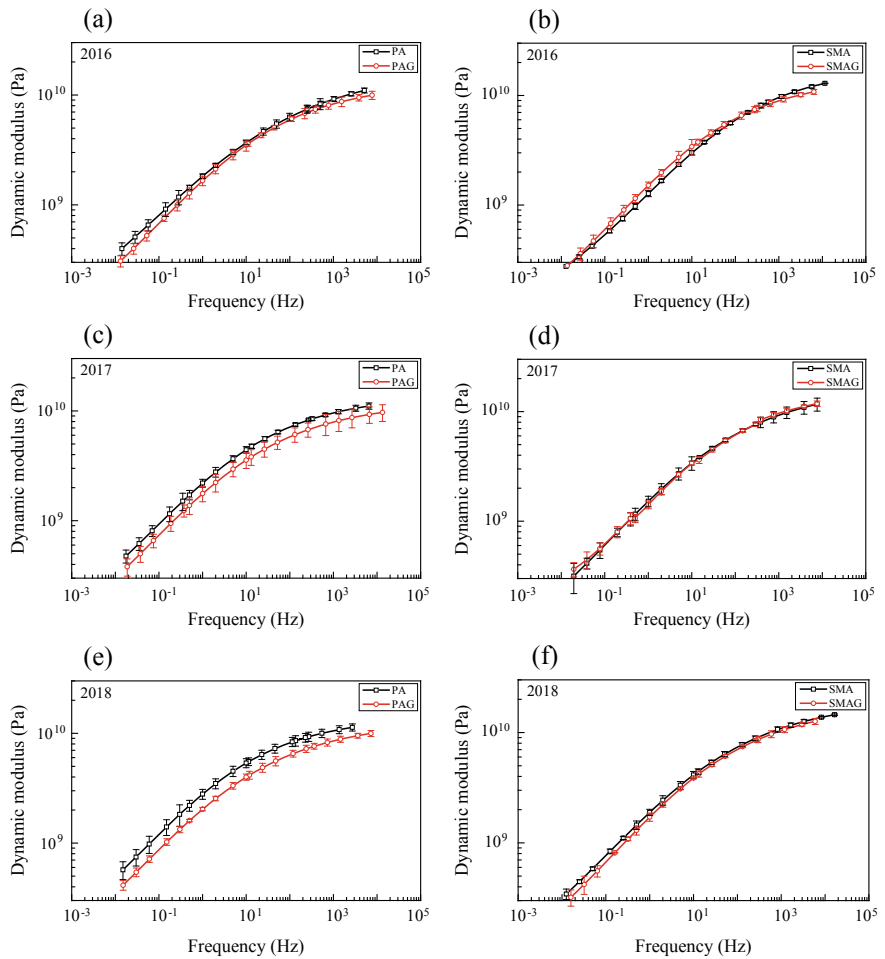 (a)
2016
PA
PAG
10^10
10^9
Dynamic modulus (Pa)
10^-3 10^-1 10^1 10^3 10^5
Frequency (Hz)
(b)
2016
SMA
SMAG
10^10
10^9
Dynamic modulus (Pa)
10^-3 10^-1 10^1 10^3 10^5
Frequency (Hz)
(c)
2017
PA
PAG
10^10
10^9
Dynamic modulus (Pa)
10^-3 10^-1 10^1 10^3 10^5
Frequency (Hz)
(d)
2017
SMA
SMAG
10^10
10^9
Dynamic modulus (Pa)
10^-3 10^-1 10^1 10^3 10^5
Frequency (Hz)
(e)
2018
PA
PAG
10^10
10^9
Dynamic modulus (Pa)
10^-3 10^-1 10^1 10^3 10^5
Frequency (Hz)
(f)
2018
SMA
SMAG
10^10
10^9
Dynamic modulus (Pa)
10^-3 10^-1 10^1 10^3 10^5
Frequency (Hz)